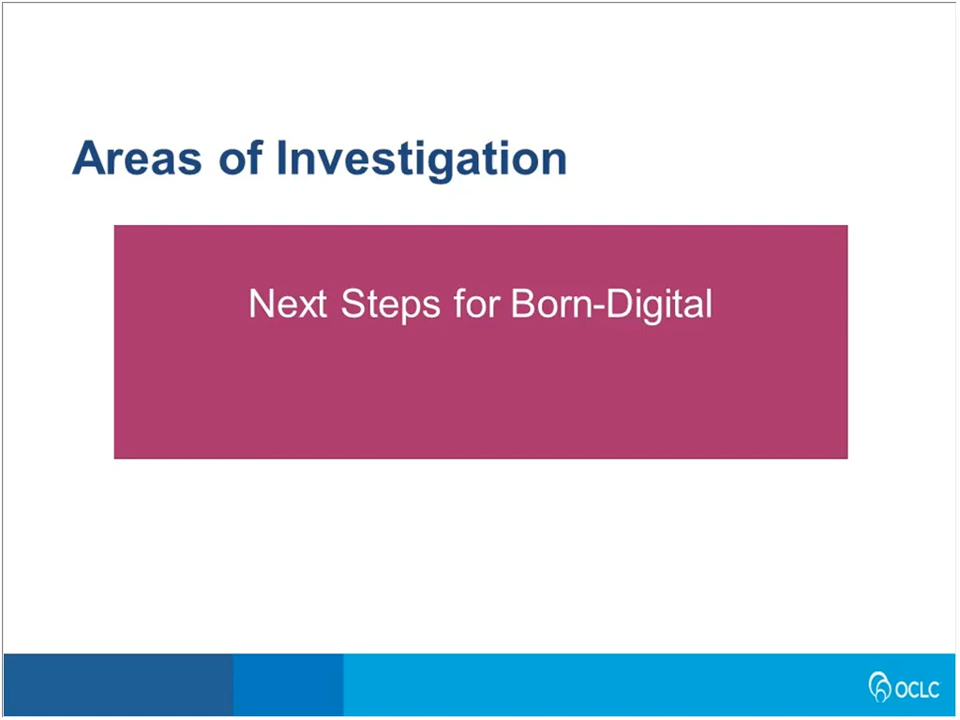 Areas of Investigation
Next Steps for Born-Digital
OCLC